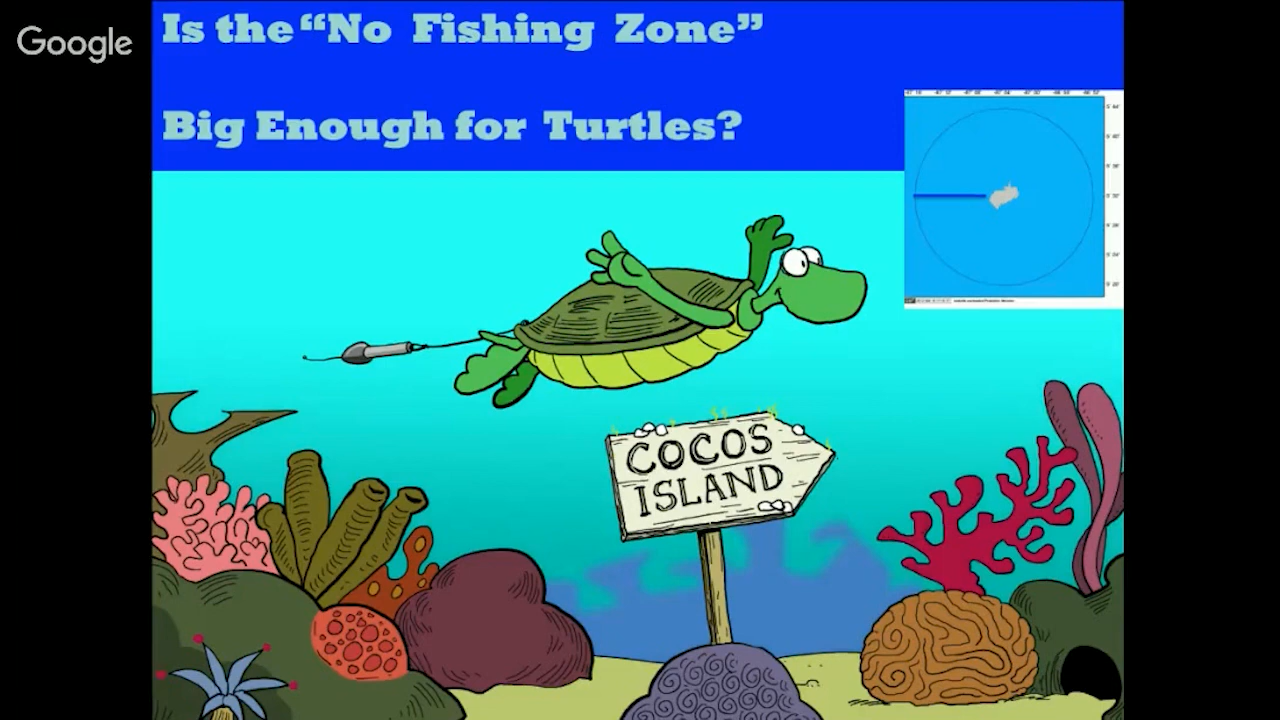 Google
Is the “No Fishing Zone”
Big Enough for Turtles?
COCOS
ISLAND